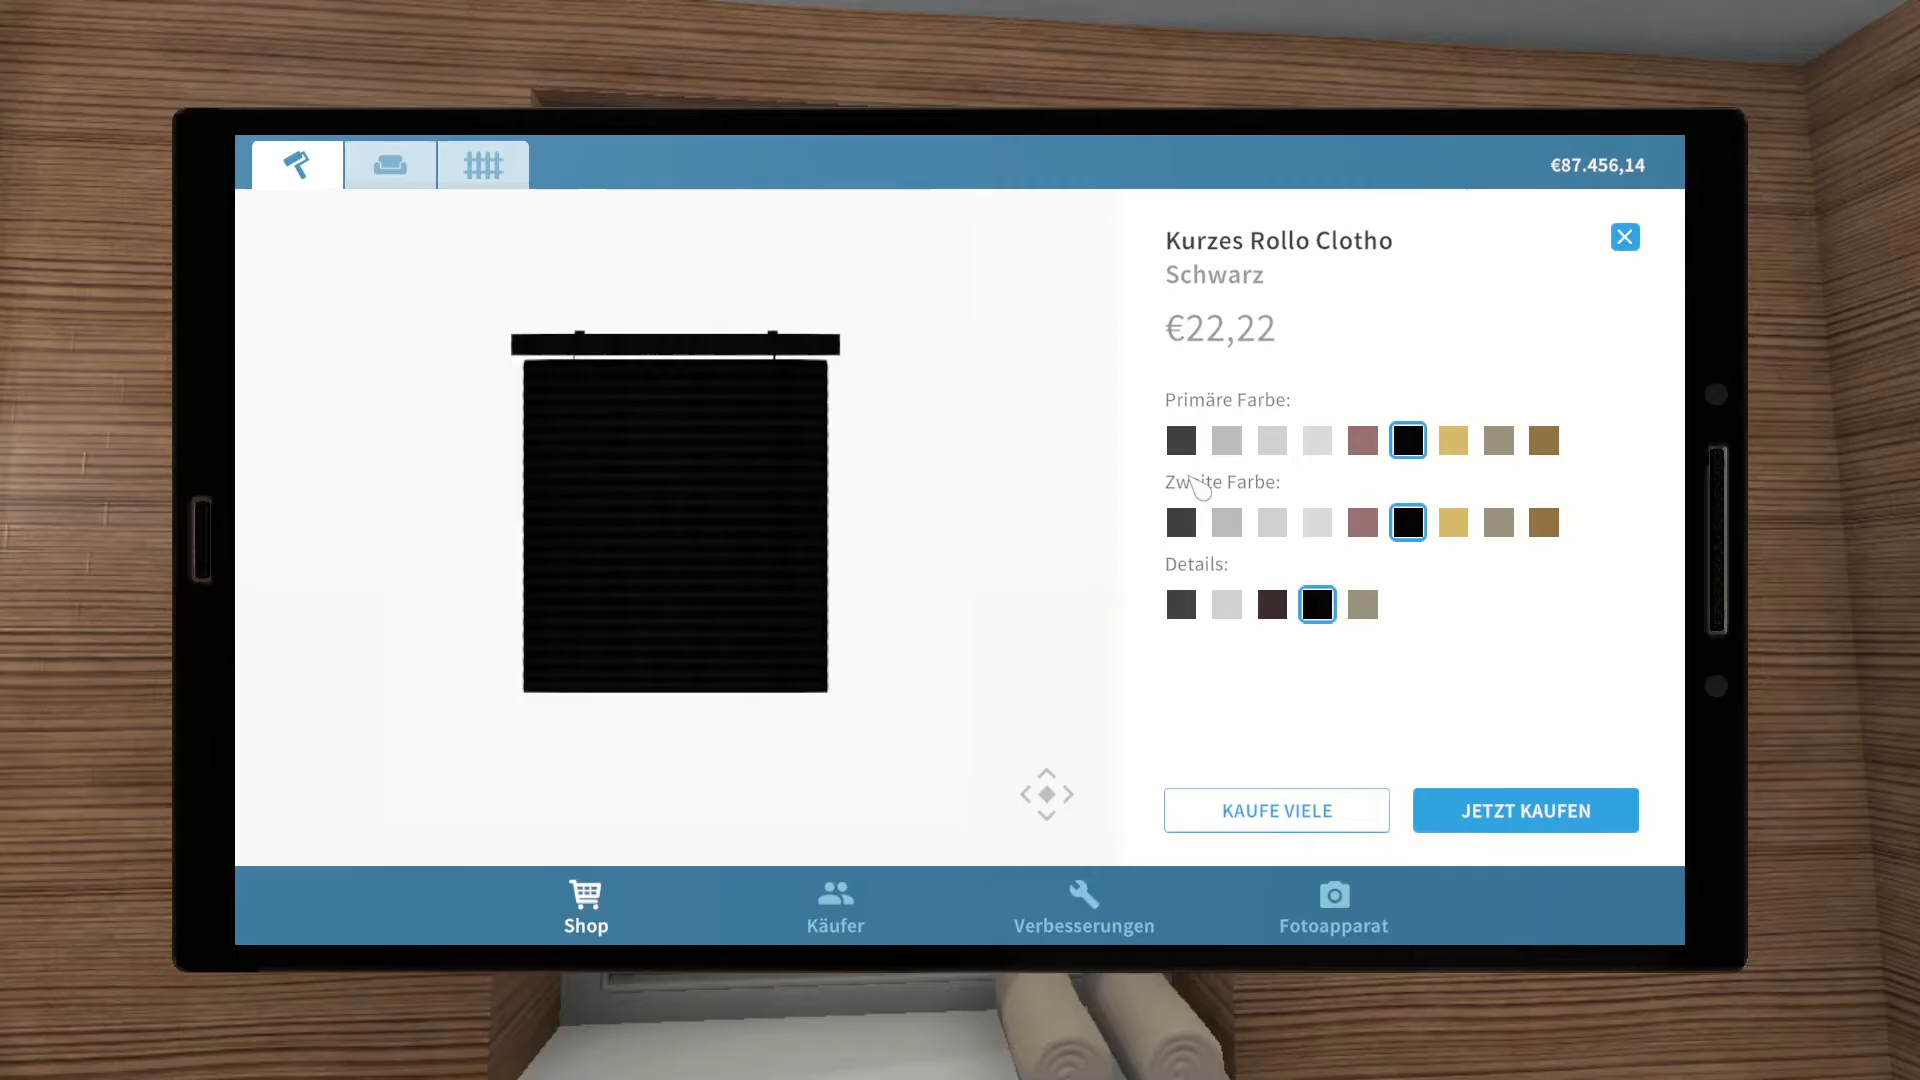 €87.456,14
Kurzes Rollo Clotho
Schwarz
€22,22
Primäre Farbe:
Zweite Farbe:
Details:
KAUFE VIELE
JETZT KAUFEN
Shop
Käufer
Verbesserungen
Fotoapparat